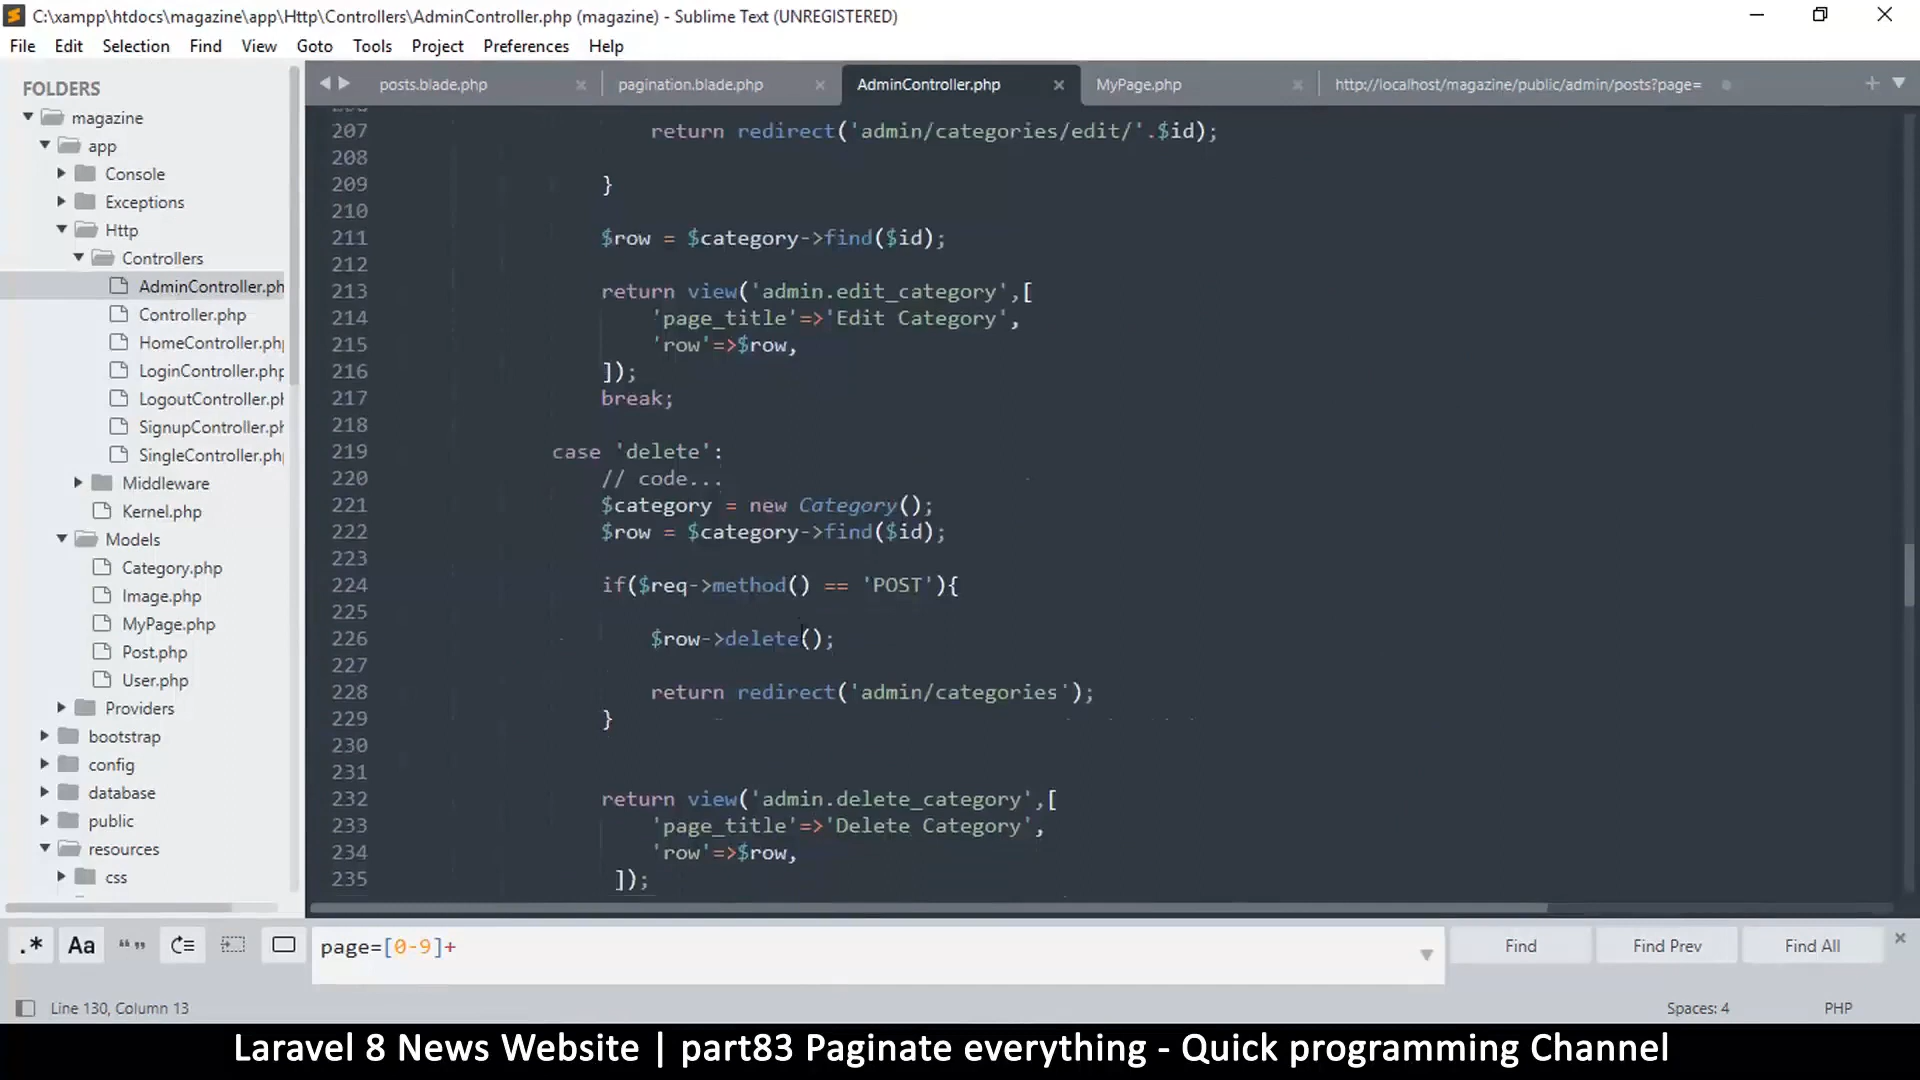 C:\xampp\htdocs\magazine\app\Http\Controllers\AdminController.php (magazine) - Sublime Text (UNREGISTERED)
File Edit Selection Find View Goto Tools Project Preferences Help
posts.blade.php pagination.blade.php AdminController.php MyPage.php http://localhost/magazine/public/admin/posts?page=
FOLDERS
magazine
app
Console
Exceptions
Http
Controllers
AdminController.ph
Controller.php
HomeController.php
LoginController.php
LogoutController.ph
SignupController.ph
SingleController.php
Middleware
Kernel.php
Models
Category.php
Image.php
MyPage.php
Post.php
User.php
Providers
bootstrap
config
database
public
resources
css
207 return redirect('admin/categories/edit/'.$id);
208
209 }
210
211 $row = $category->find($id);
212
213 return view('admin.edit_category',[
214 'page_title'=>'Edit Category',
215 'row'=>$row,
216 ]);
217 break;
218
219 case 'delete':
220 // code...
221 $category = new Category();
222 $row = $category->find($id);
223
224 if($req->method() == 'POST'){
225
226 $row->delete();
227
228 return redirect('admin/categories');
229 }
230
231
232 return view('admin.delete_category',[
233 'page_title'=>'Delete Category',
234 'row'=>$row,
235 ]);
.* Aa “” page=[0-9]+ Find Find Prev Find All
Line 130, Column 13 Spaces: 4 PHP
Laravel 8 News Website | part83 Paginate everything - Quick programming Channel